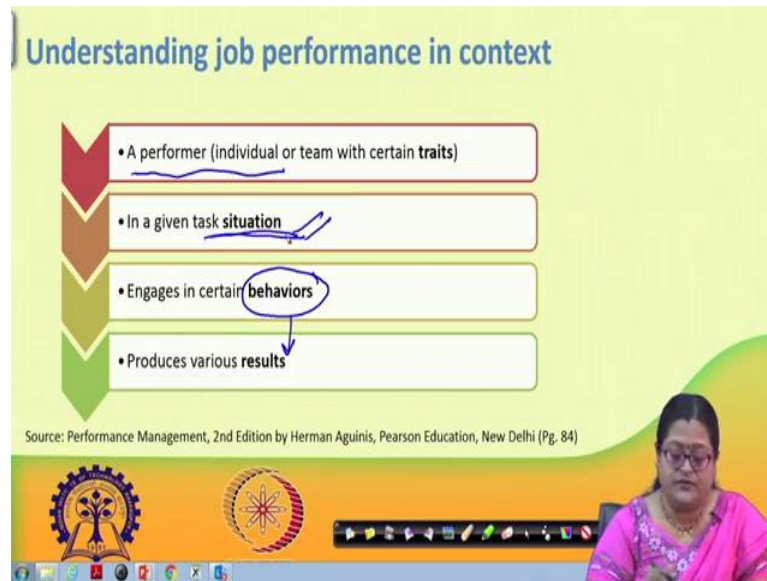 Understanding job performance in context
• A performer (individual or team with certain traits)
• In a given task situation
• Engages in certain behaviors
• Produces various results
Source: Performance Management, 2nd Edition by Herman Aguinis, Pearson Education, New Delhi (Pg. 84)